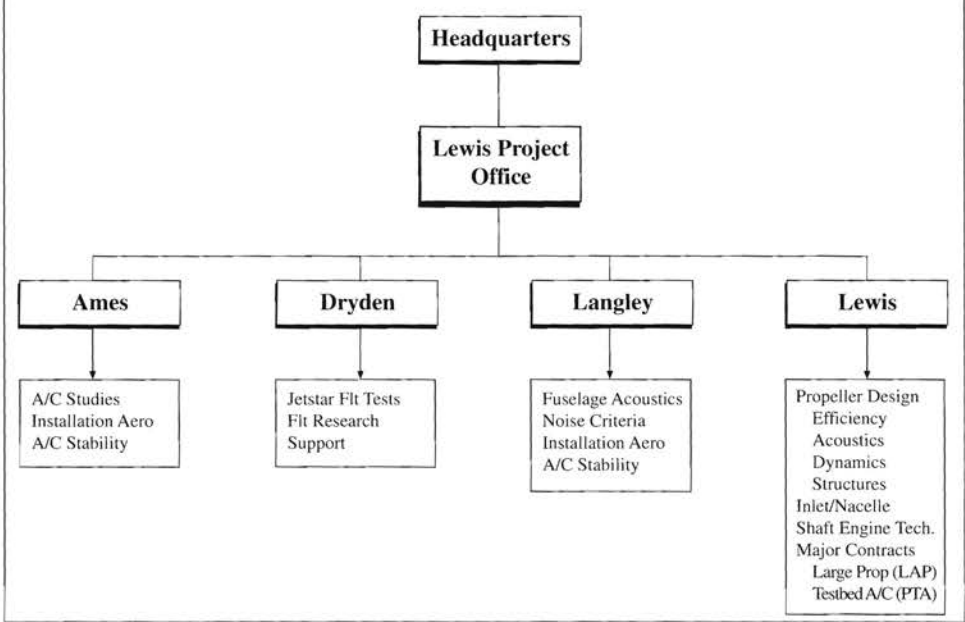 Headquarters
Lewis Project
Office
Ames
Dryden
Langley
Lewis
A/C Studies
Installation Aero
A/C Stability
Jetstar Flt Tests
Flt Research
Support
Fuselage Acoustics
Noise Criteria
Installation Aero
A/C Stability
Propeller Design
Efficiency
Acoustics
Dynamics
Structures
Inlet/Nacelle
Shaft Engine Tech.
Major Contracts
Large Prop (LAP)
Testbed A/C (PTA)